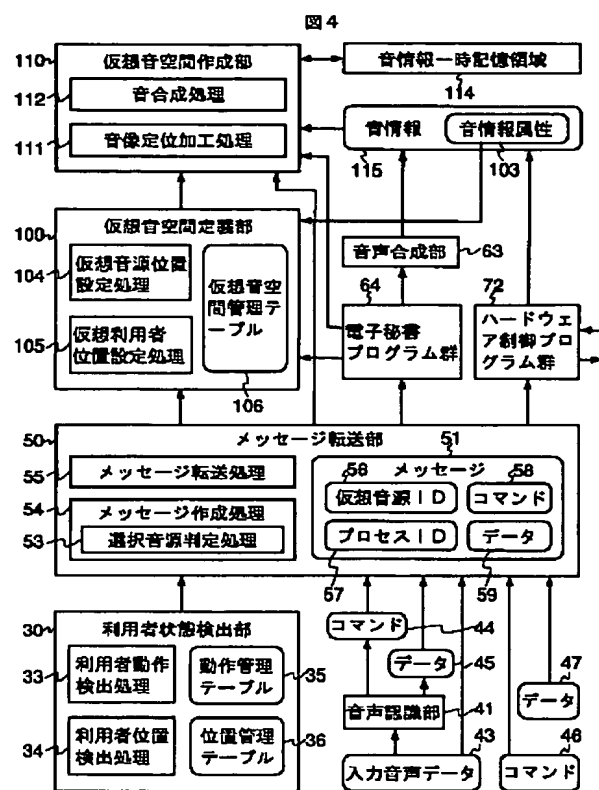 図4
110
仮想音空間作成部
112
音合成処理
111
音像定位加工処理
音情報一時記憶領域
114
音情報
音情報属性
115
103
100
仮想音空間定義部
104
仮想音源位置
設定処理
105
仮想利用者
位置設定処理
仮想音空
間管理テ
ーブル
106
音声合成部
63
64
電子秘書
プログラム群
72
ハードウェ
ア制御プロ
グラム群
50
メッセージ転送部
51
55
メッセージ転送処理
54
メッセージ作成処理
53
選択音源判定処理
56
メッセージ
58
仮想音源ID
コマンド
プロセスID
データ
57
59
30
利用者状態検出部
33
利用者動作
検出処理
動作管理
テーブル
35
34
利用者位置
検出処理
位置管理
テーブル
36
コマンド
44
データ
45
音声認識部
41
43
入力音声データ
47
データ
46
コマンド